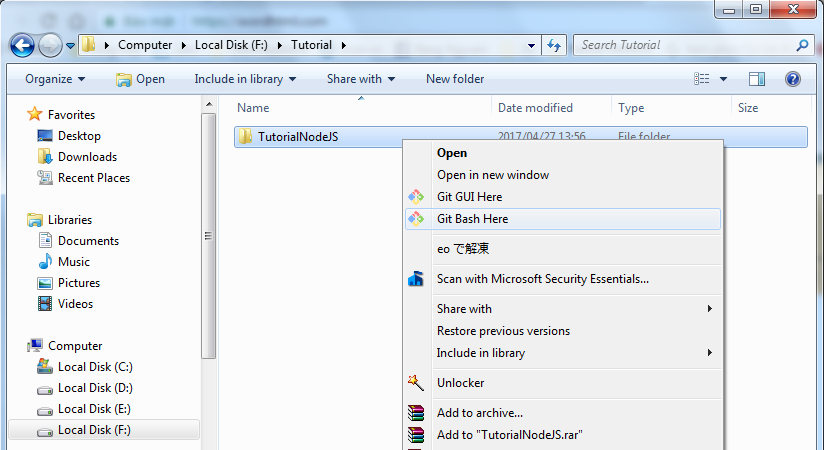 Computer Local Disk (F:) Tutorial
Search Tutorial
Organize Open Include in library Share with New folder
Favorites
Desktop
Downloads
Recent Places
Libraries
Documents
Music
Pictures
Videos
Computer
Local Disk (C:)
Local Disk (D:)
Local Disk (E:)
Local Disk (F:)
Name Date modified Type Size
TutorialNodeJS 2017/04/27 13:56 File folder
Open
Open in new window
Git GUI Here
Git Bash Here
eo で解凍
Scan with Microsoft Security Essentials...
Share with
Restore previous versions
Include in library
Unlocker
Add to archive...
Add to "TutorialNodeJS.rar"